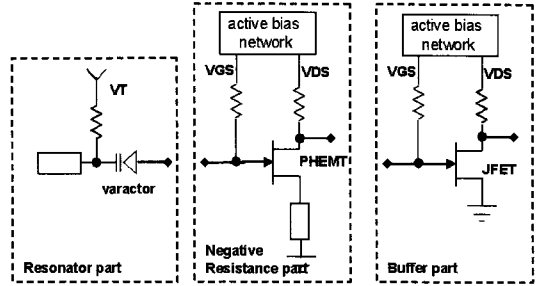 active bias
network
VGS
VDS
PHEMT
Negative
Resistance part
active bias
network
VGS
VDS
JFET
Buffer part
VT
varactor
Resonator part